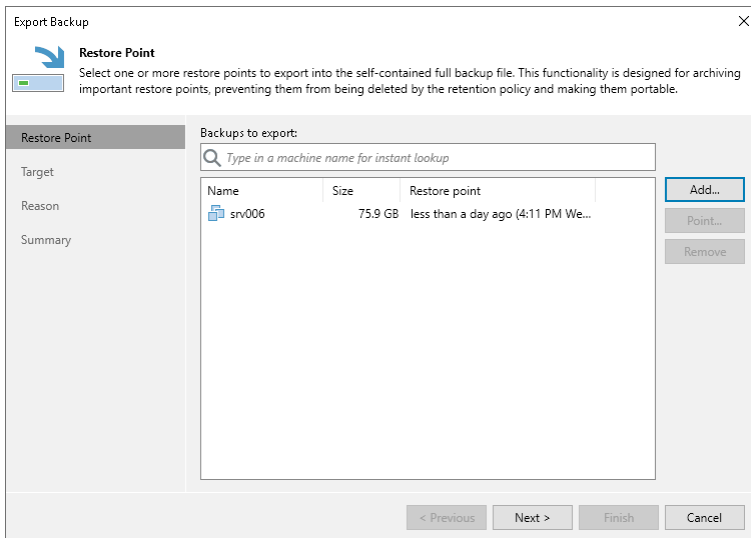 Export Backup
Restore Point
Select one or more restore points to export into the self-contained full backup file. This functionality is designed for archiving
important restore points, preventing them from being deleted by the retention policy and making them portable.
Restore Point
Target
Reason
Summary
Backups to export:
Type in a machine name for instant lookup
Name Size Restore point
srv006 75.9 GB less than a day ago (4:11 PM We...
Add...
Point...
Remove
< Previous Next > Finish Cancel